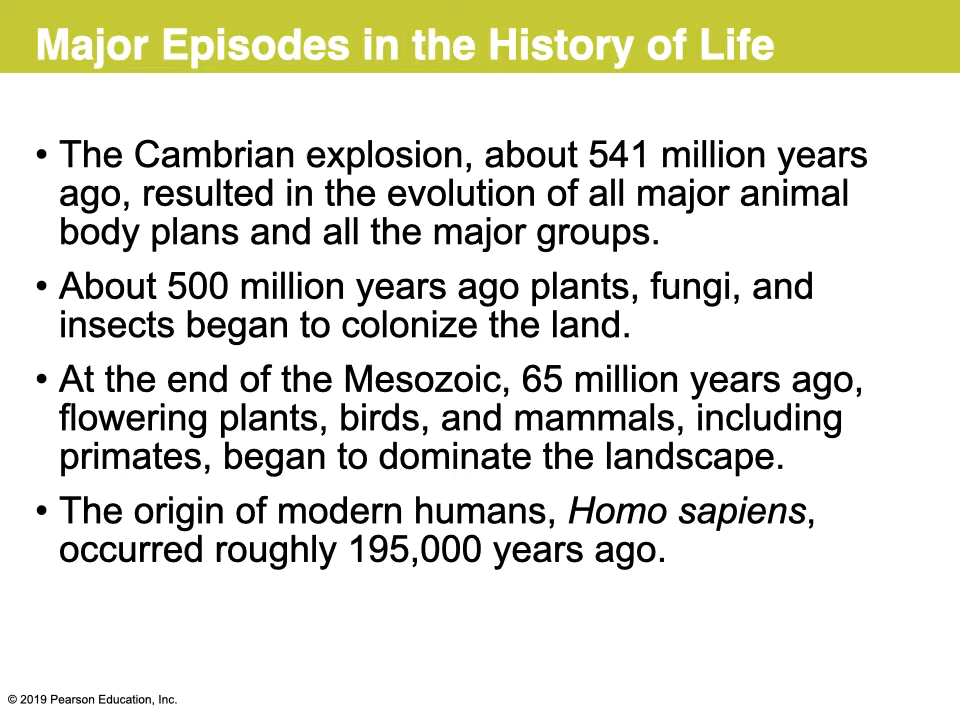 Major Episodes in the History of Life
• The Cambrian explosion, about 541 million years
ago, resulted in the evolution of all major animal
body plans and all the major groups.
• About 500 million years ago plants, fungi, and
insects began to colonize the land.
• At the end of the Mesozoic, 65 million years ago,
flowering plants, birds, and mammals, including
primates, began to dominate the landscape.
• The origin of modern humans, Homo sapiens,
occurred roughly 195,000 years ago.
© 2019 Pearson Education, Inc.